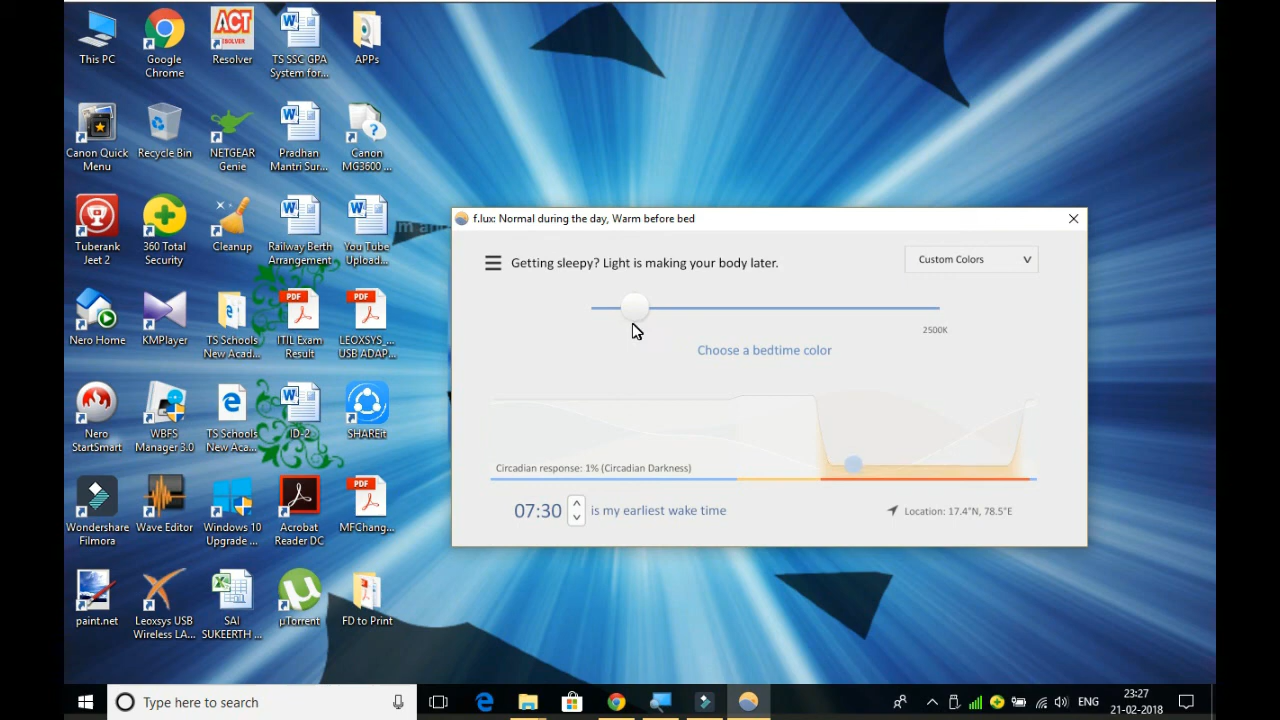 This PC
Google
Chrome
ACT
Resolver
TS SSC GPA
System for...
APPs
Canon Quick
Menu
Recycle Bin
NETGEAR
Genie
Pradhan
Mantri Sur...
Canon
MG3600 ...
Tuberank
Jeet 2
360 Total
Security
Cleanup
Railway Berth
Arrangement
You Tube
Upload...
Nero Home
KMPlayer
TS Schools
New Acad...
PDF
ITIL Exam
Result
PDF
LEOXSYS_...
USB ADAP...
Nero
StartSmart
WBFS
Manager 3.0
TS Schools
New Aca...
ID-2
SHAREit
Wondershare
Filmora
Wave Editor
Windows 10
Upgrade ...
Acrobat
Reader DC
PDF
MFChang...
paint.net
Leoxsys USB
Wireless LA...
SAI
SUKEERTH ...
µTorrent
FD to Print
f.lux: Normal during the day, Warm before bed
Getting sleepy? Light is making your body later.
Custom Colors
2500K
Choose a bedtime color
Circadian response: 1% (Circadian Darkness)
07:30 is my earliest wake time
Location: 17.4°N, 78.5°E
Type here to search
ENG
23:27
21-02-2018